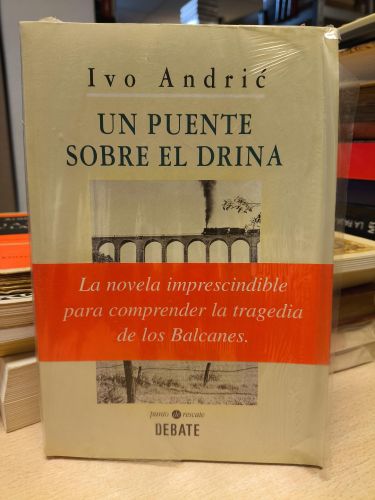 Ivo Andrić
UN PUENTE
SOBRE EL DRINA
La novela imprescindible
para comprender la tragedia
de los Balcanes.
punto de rescate
DEBATE